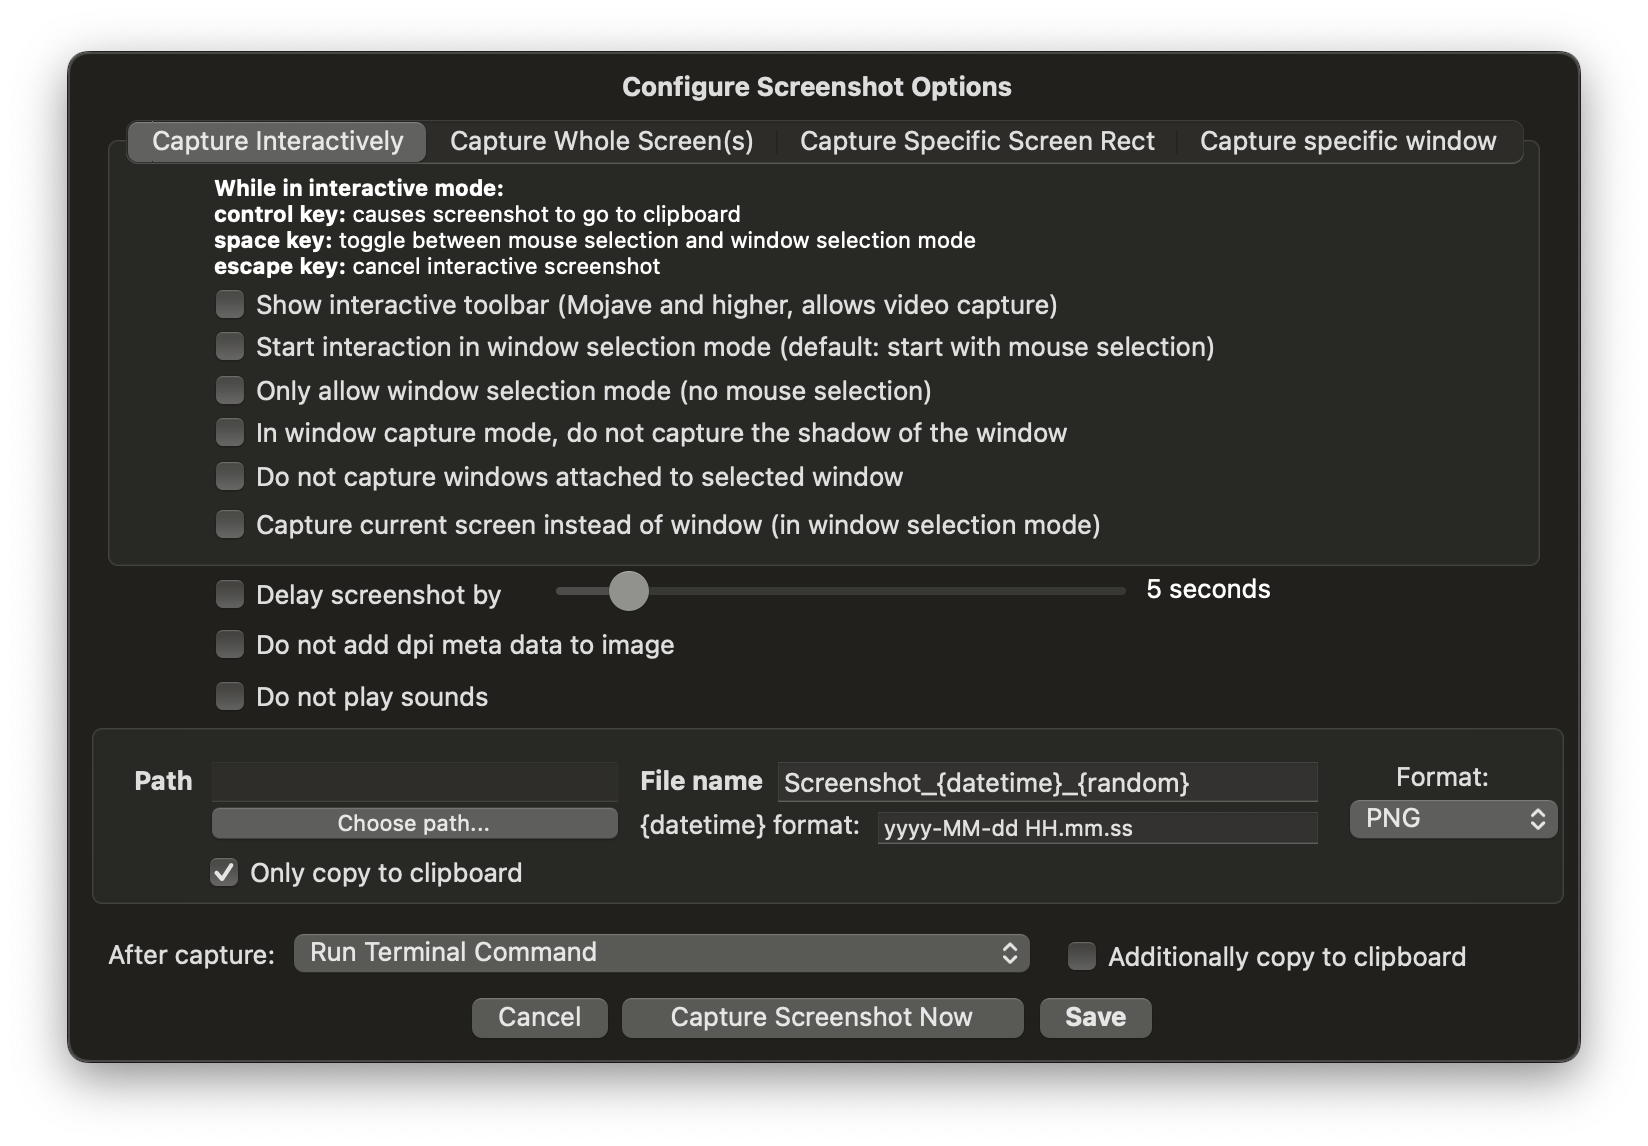 Configure Screenshot Options
Capture Interactively Capture Whole Screen(s) Capture Specific Screen Rect Capture specific window
While in interactive mode:
control key: causes screenshot to go to clipboard
space key: toggle between mouse selection and window selection mode
escape key: cancel interactive screenshot
Show interactive toolbar (Mojave and higher, allows video capture)
Start interaction in window selection mode (default: start with mouse selection)
Only allow window selection mode (no mouse selection)
In window capture mode, do not capture the shadow of the window
Do not capture windows attached to selected window
Capture current screen instead of window (in window selection mode)
Delay screenshot by 5 seconds
Do not add dpi meta data to image
Do not play sounds
Path File name Screenshot_{datetime}_{random} Format:
Choose path... {datetime} format: yyyy-MM-dd HH.mm.ss PNG
Only copy to clipboard
After capture: Run Terminal Command Additionally copy to clipboard
Cancel Capture Screenshot Now Save